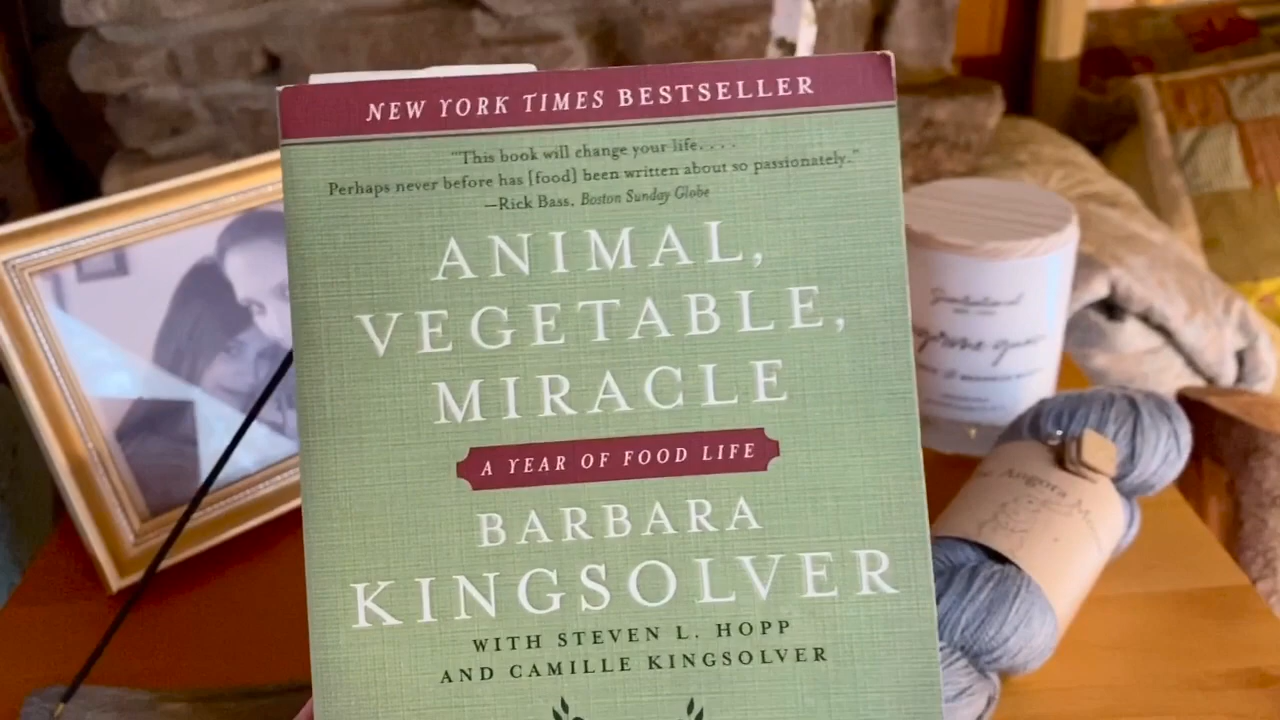 NEW YORK TIMES BESTSELLER
"This book will change your life. . . .
Perhaps never before has [food] been written about so passionately."
—Rick Bass, Boston Sunday Globe
ANIMAL,
VEGETABLE,
MIRACLE
A YEAR OF FOOD LIFE
BARBARA
KINGSOLVER
WITH STEVEN L. HOPP
AND CAMILLE KINGSOLVER
Angora